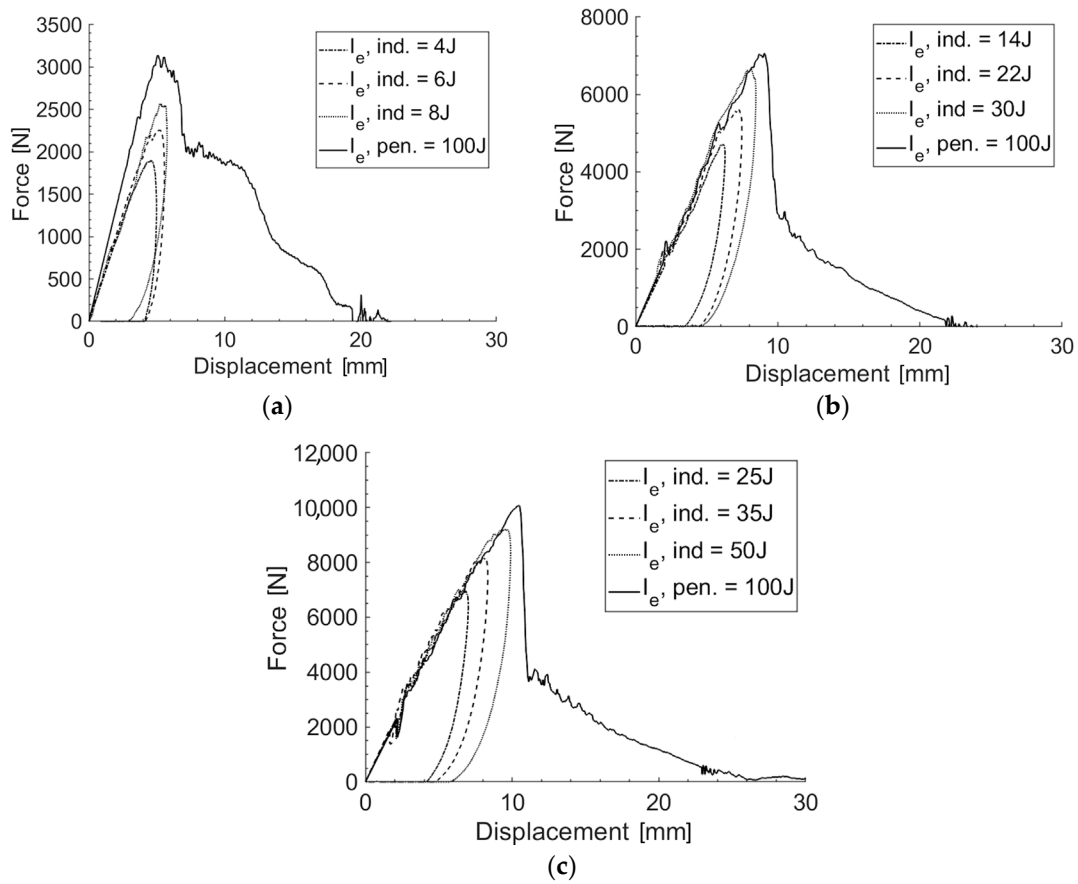 3500
3000
2500
2000
1500
1000
500
0
Force [N]
0 10 20 30
Displacement [mm]
Ie, ind. = 4J
Ie, ind. = 6J
Ie, ind = 8J
Ie, pen. = 100J
(a)
8000
6000
4000
2000
0
Force [N]
0 10 20 30
Displacement [mm]
Ie, ind. = 14J
Ie, ind. = 22J
Ie, ind = 30J
Ie, pen. = 100J
(b)
12,000
10,000
8000
6000
4000
2000
0
Force [N]
0 10 20 30
Displacement [mm]
Ie, ind. = 25J
Ie, ind. = 35J
Ie, ind = 50J
Ie, pen. = 100J
(c)